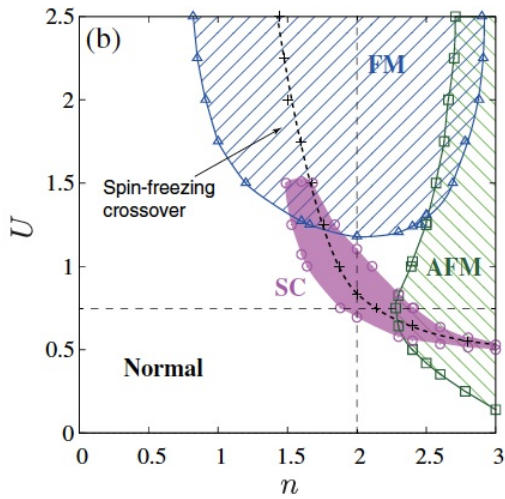 2.5
(b)
FM
2
Spin-freezing
crossover
1.5
U
1
SC
AFM
0.5
Normal
0
0
0.5
1
1.5
2
2.5
3
n